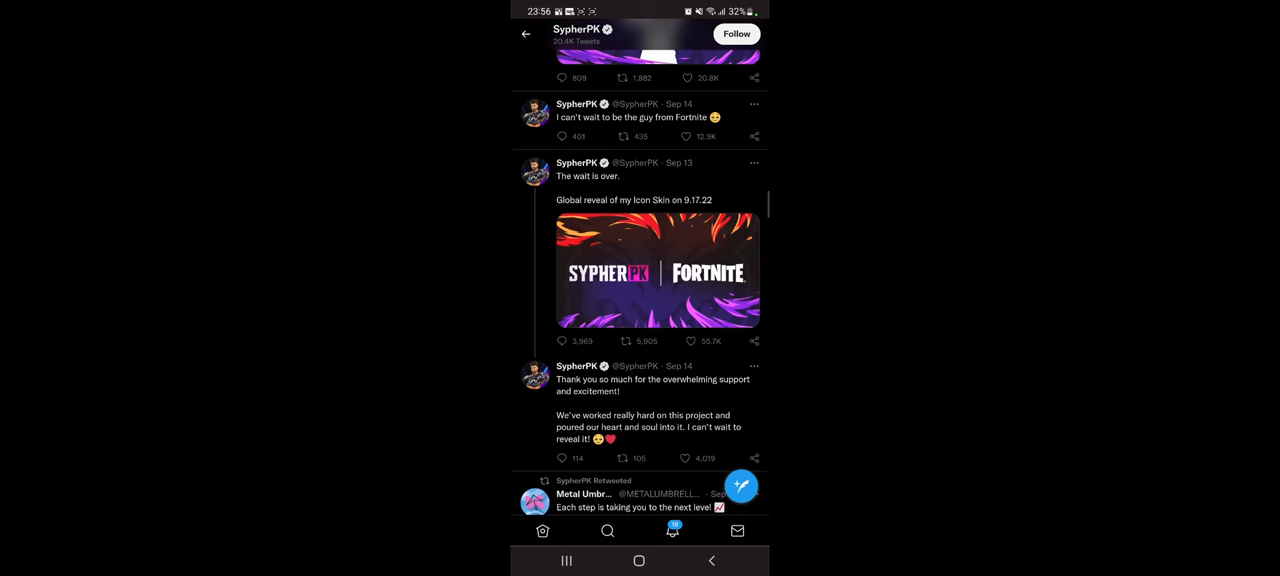 23:56
32%
SypherPK
20.4K Tweets
Follow
809 1,882 20.8K
SypherPK @SypherPK · Sep 14
I can't wait to be the guy from Fortnite 😏
401 435 12.9K
SypherPK @SypherPK · Sep 13
The wait is over.
Global reveal of my Icon Skin on 9.17.22
SYPHERPK | FORTNITE
3,969 5,905 55.7K
SypherPK @SypherPK · Sep 14
Thank you so much for the overwhelming support
and excitement!
We've worked really hard on this project and
poured our heart and soul into it. I can't wait to
reveal it! 😏❤️
114 105 4,019
SypherPK Retweeted
Metal Umbr... @METALUMBRELL... · Sep
Each step is taking you to the next level 📈
18